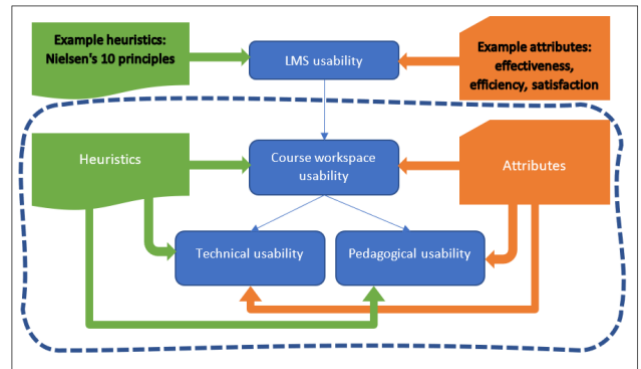 Example heuristics:
Nielsen's 10 principles
LMS usability
Example attributes:
effectiveness,
efficiency, satisfaction
Heuristics
Course workspace
usability
Attributes
Technical usability
Pedagogical usability